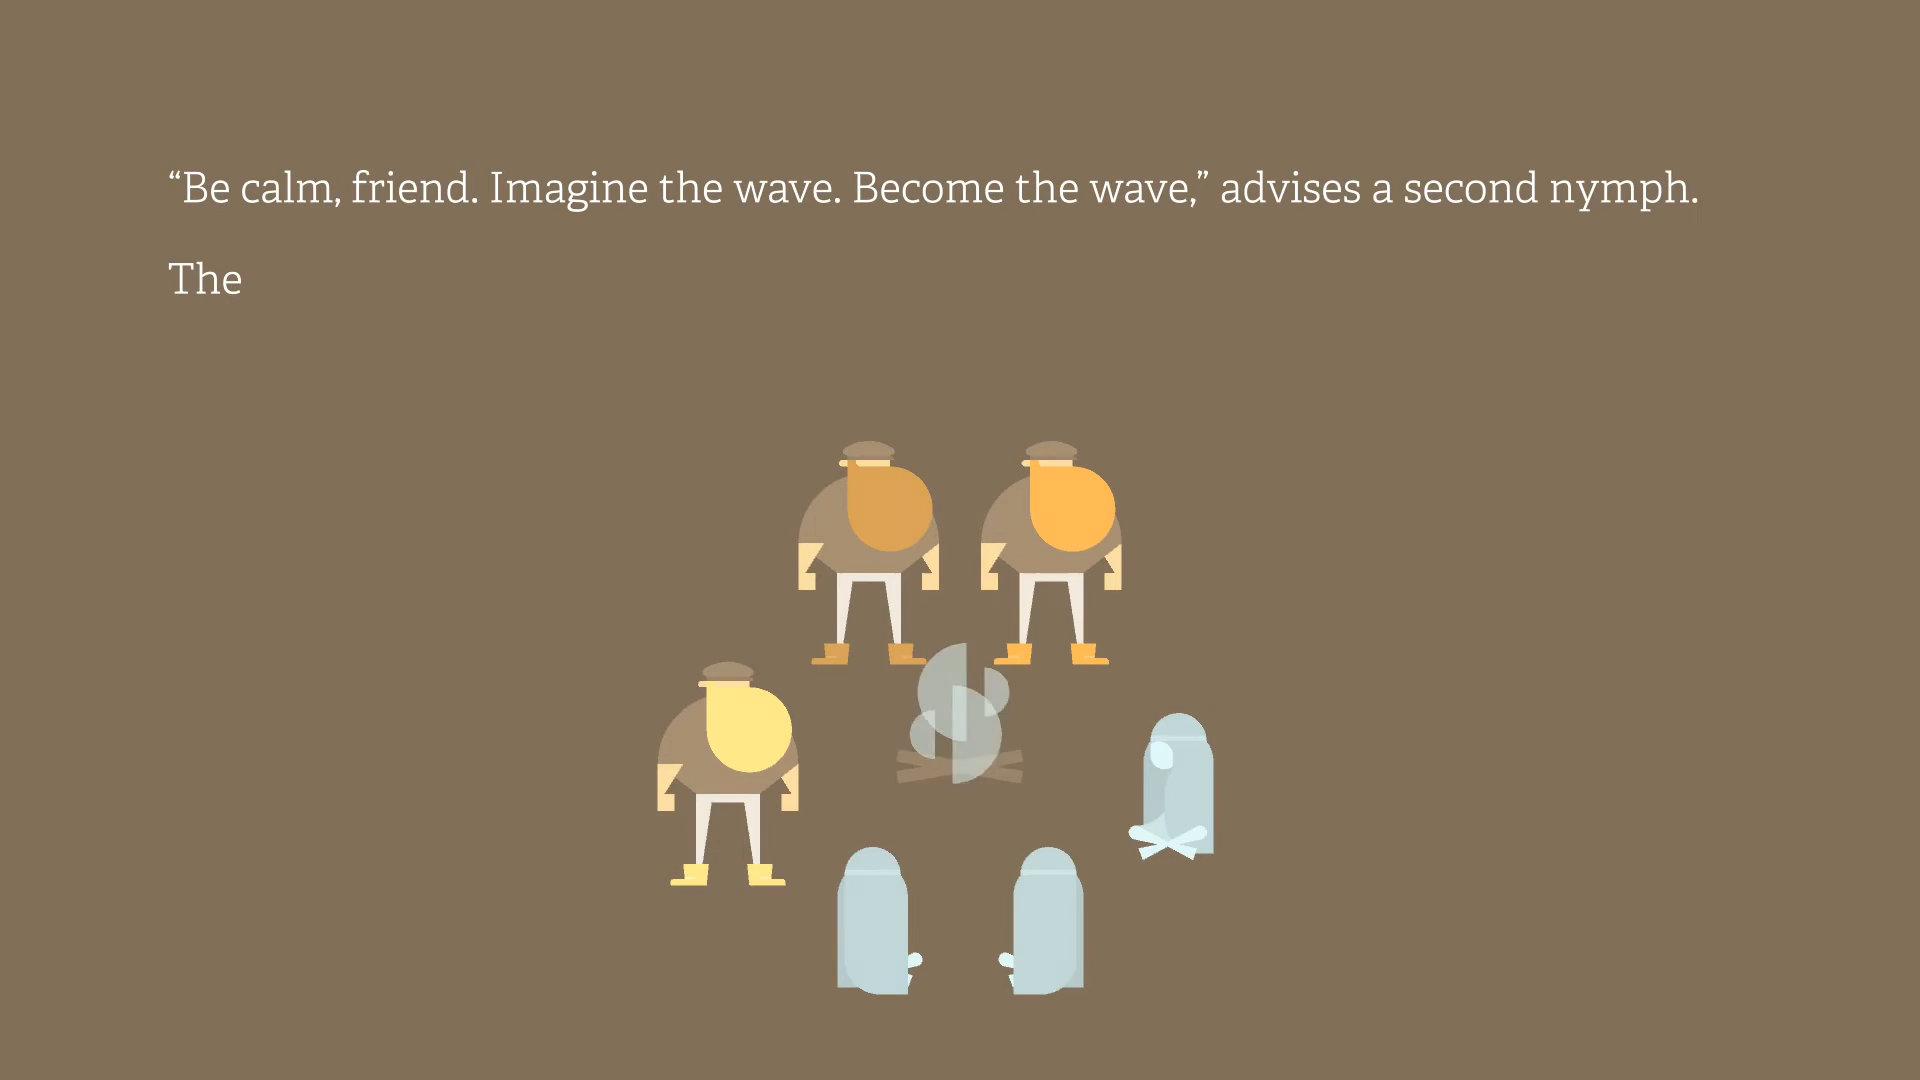 “Be calm, friend. Imagine the wave. Become the wave,” advises a second nymph.
The